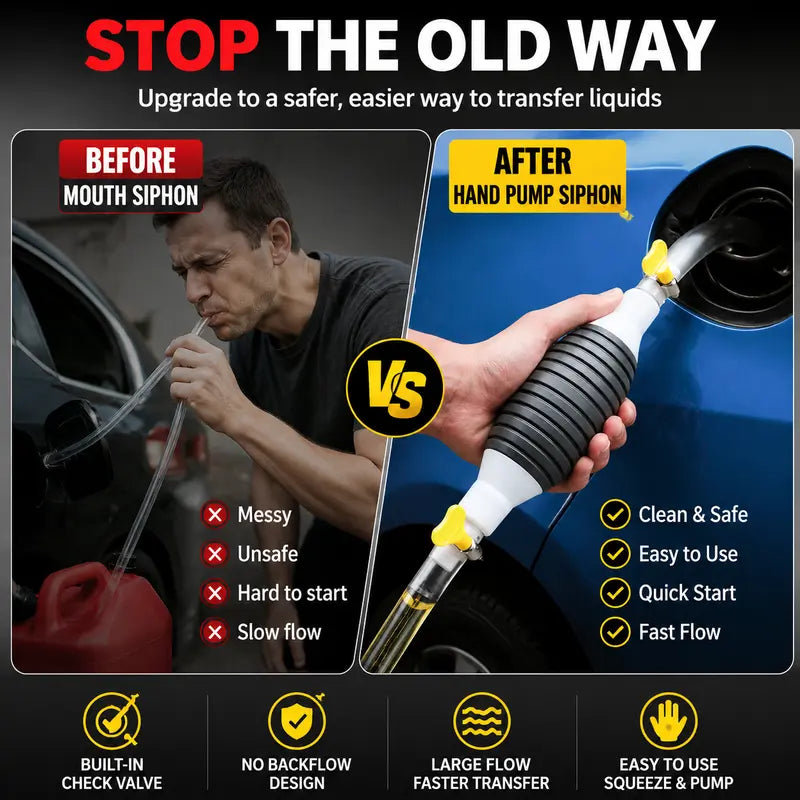 STOP THE OLD WAY
Upgrade to a safer, easier way to transfer liquids
BEFORE
MOUTH SIPHON
AFTER
HAND PUMP SIPHON
VS
Messy
Unsafe
Hard to start
Slow flow
Clean & Safe
Easy to Use
Quick Start
Fast Flow
BUILT-IN
CHECK VALVE
NO BACKFLOW
DESIGN
LARGE FLOW
FASTER TRANSFER
EASY TO USE
SQUEEZE & PUMP